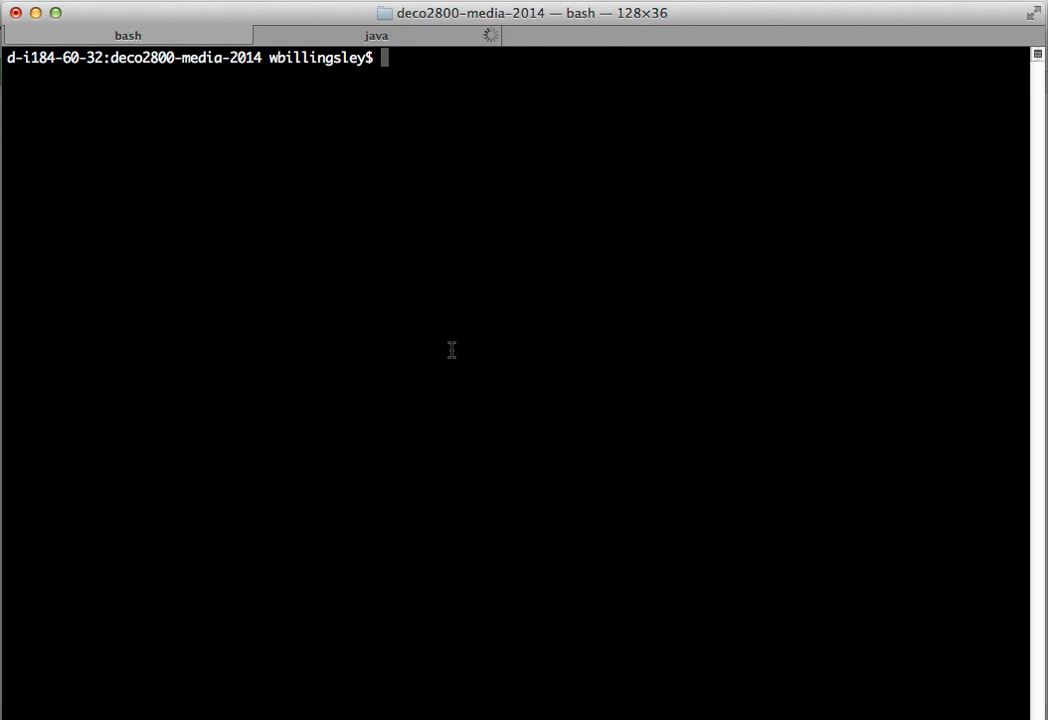 deco2800-media-2014 — bash — 128×36
bash
java
d-i184-60-32:deco2800-media-2014 wbillingsley$